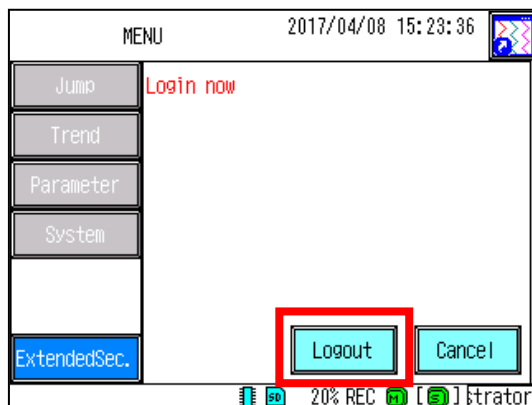 MENU 2017/04/08 15:23:36
Jump
Login now
Trend
Parameter
System
ExtendedSec.
Logout
Cancel
SD 20% REC M [S] strator